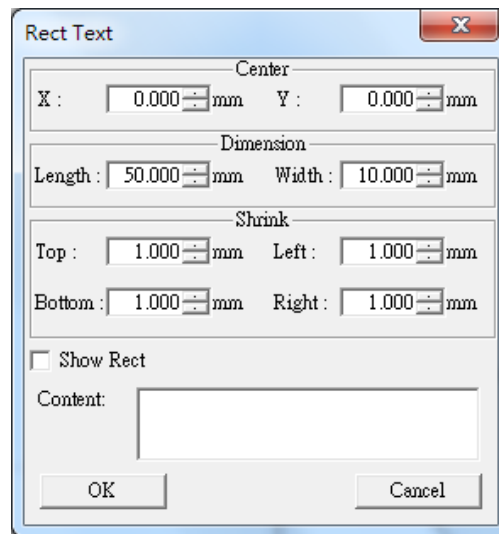 Rect Text
Center
X : 0.000 mm Y : 0.000 mm
Dimension
Length : 50.000 mm Width : 10.000 mm
Shrink
Top : 1.000 mm Left : 1.000 mm
Bottom : 1.000 mm Right : 1.000 mm
Show Rect
Content:
OK Cancel